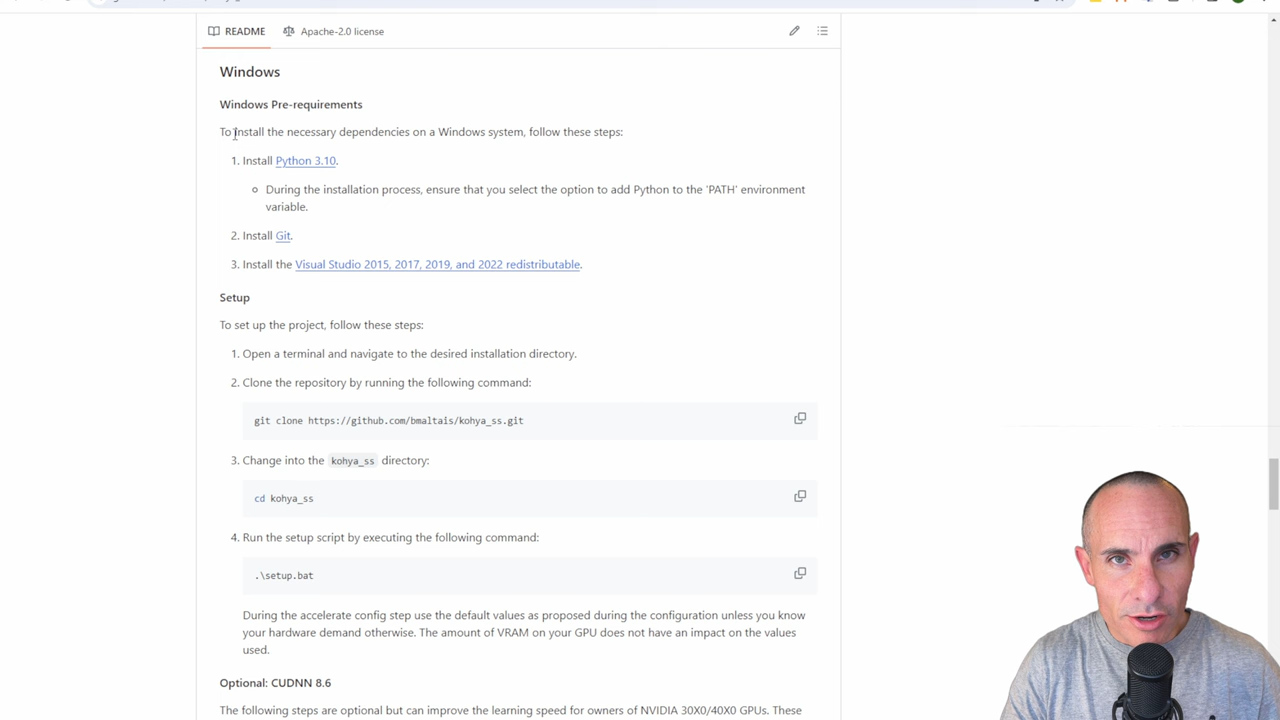 README
Apache-2.0 license
Windows
Windows Pre-requirements
To install the necessary dependencies on a Windows system, follow these steps:
1. Install Python 3.10.
During the installation process, ensure that you select the option to add Python to the 'PATH' environment
variable.
2. Install Git.
3. Install the Visual Studio 2015, 2017, 2019, and 2022 redistributable.
Setup
To set up the project, follow these steps:
1. Open a terminal and navigate to the desired installation directory.
2. Clone the repository by running the following command:
git clone https://github.com/bmaltais/kohya_ss.git
3. Change into the kohya_ss directory:
cd kohya_ss
4. Run the setup script by executing the following command:
.\setup.bat
During the accelerate config step use the default values as proposed during the configuration unless you know
your hardware demand otherwise. The amount of VRAM on your GPU does not have an impact on the values
used.
Optional: CUDNN 8.6
The following steps are optional but can improve the learning speed for owners of NVIDIA 30X0/40X0 GPUs. These